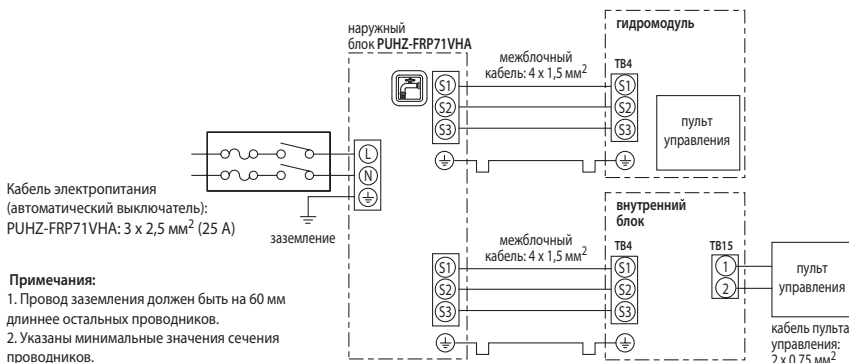 наружный
блок PUHZ-FRP71VHA
гидромодуль
межблочный
кабель: 4 x 1,5 мм²
TB4
S1
S2
S3
S1
S2
S3
пульт
управления
L
N
Кабель электропитания
(автоматический выключатель):
PUHZ-FRP71VHA: 3 x 2,5 мм² (25 А)
заземление
внутренний
блок
межблочный
кабель: 4 x 1,5 мм²
TB4
TB15
S1
S2
S3
S1
S2
S3
1
2
пульт
управления
кабель пульта
управления:
2 x 0,75 мм²
Примечания:
1. Провод заземления должен быть на 60 мм
длиннее остальных проводников.
2. Указаны минимальные значения сечения
проводников.